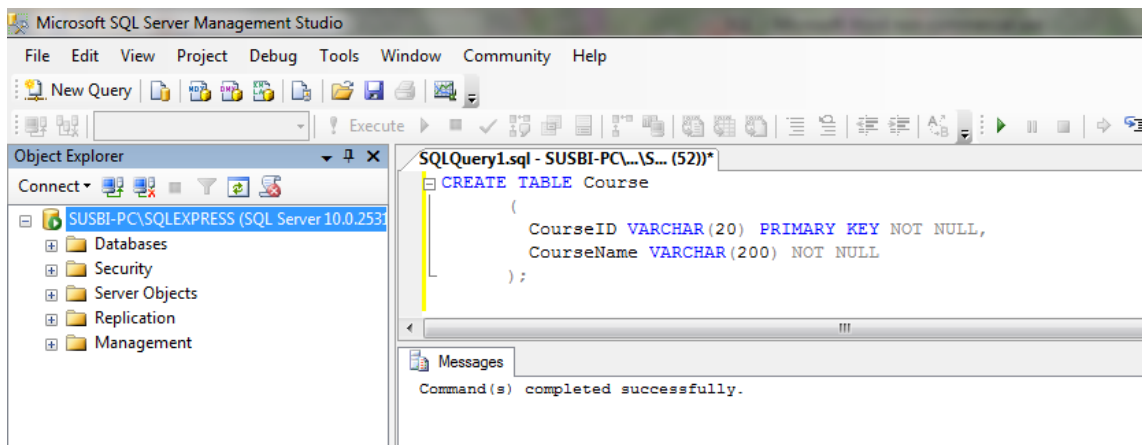 Microsoft SQL Server Management Studio
File Edit View Project Debug Tools Window Community Help
New Query
Execute
Object Explorer
Connect
SUSBI-PC\SQLEXPRESS (SQL Server 10.0.2531
Databases
Security
Server Objects
Replication
Management
SQLQuery1.sql - SUSBI-PC\...\S... (52))*
CREATE TABLE Course
(
CourseID VARCHAR(20) PRIMARY KEY NOT NULL,
CourseName VARCHAR(200) NOT NULL
);
Messages
Command(s) completed successfully.